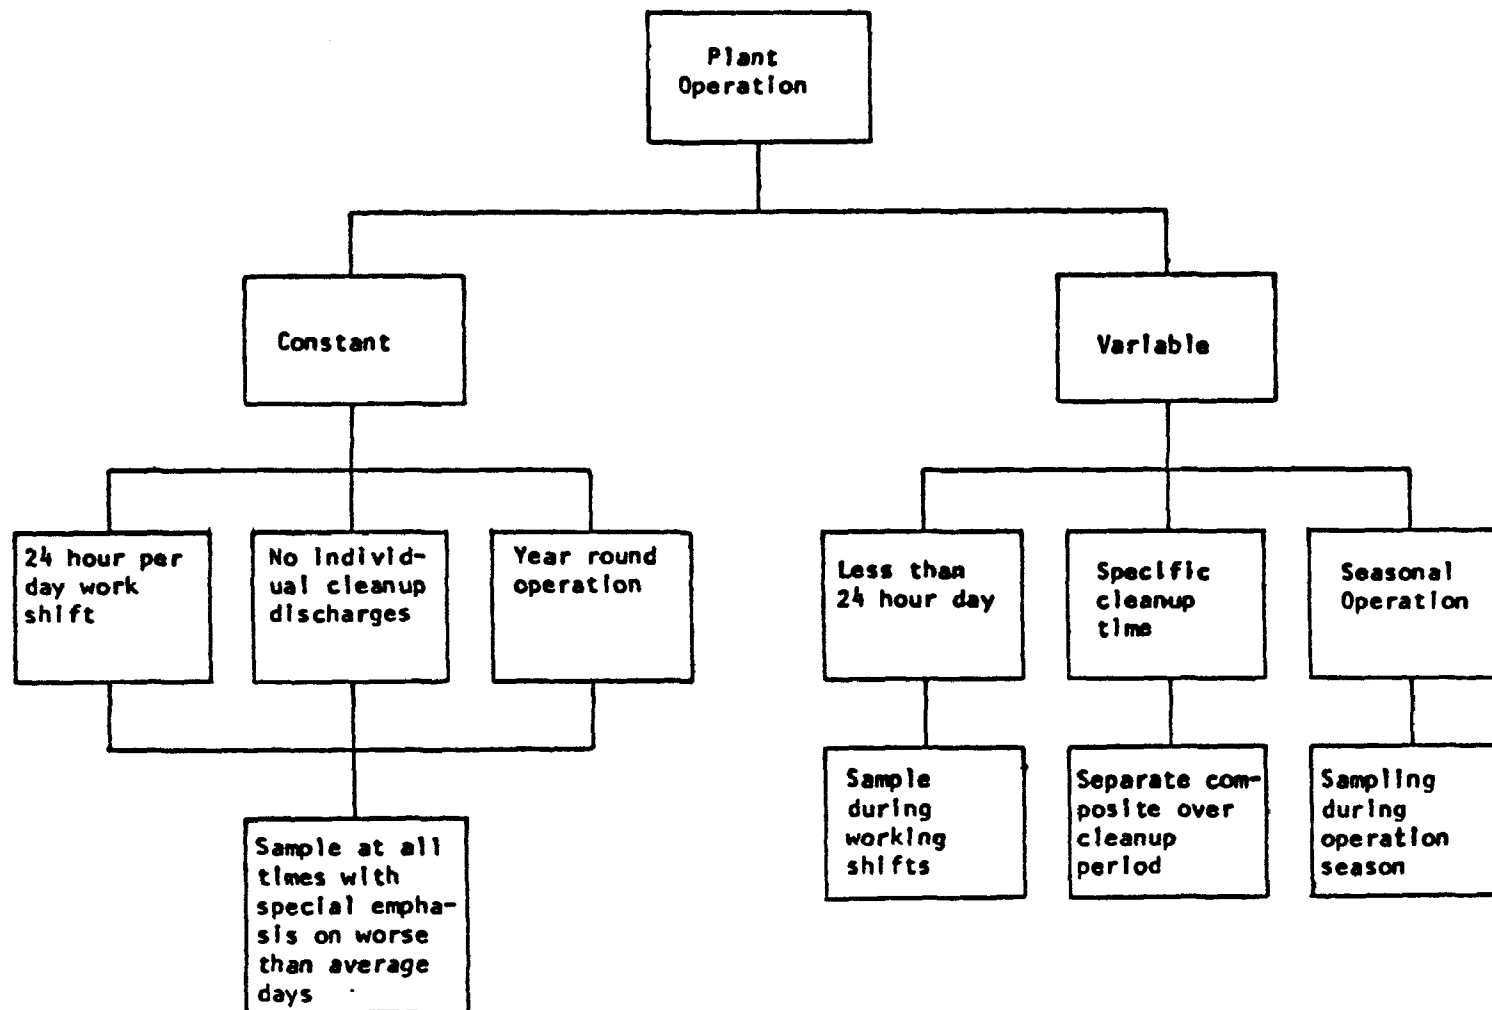 Plant
Operation
Constant
Variable
24 hour per
day work
shift
No individ-
ual cleanup
discharges
Year round
operation
Less than
24 hour day
Specific
cleanup
time
Seasonal
Operation
Sample
during
working
shifts
Separate com-
posite over
cleanup
period
Sampling
during
operation
season
Sample at all
times with
special empha-
sis on worse
than average
days